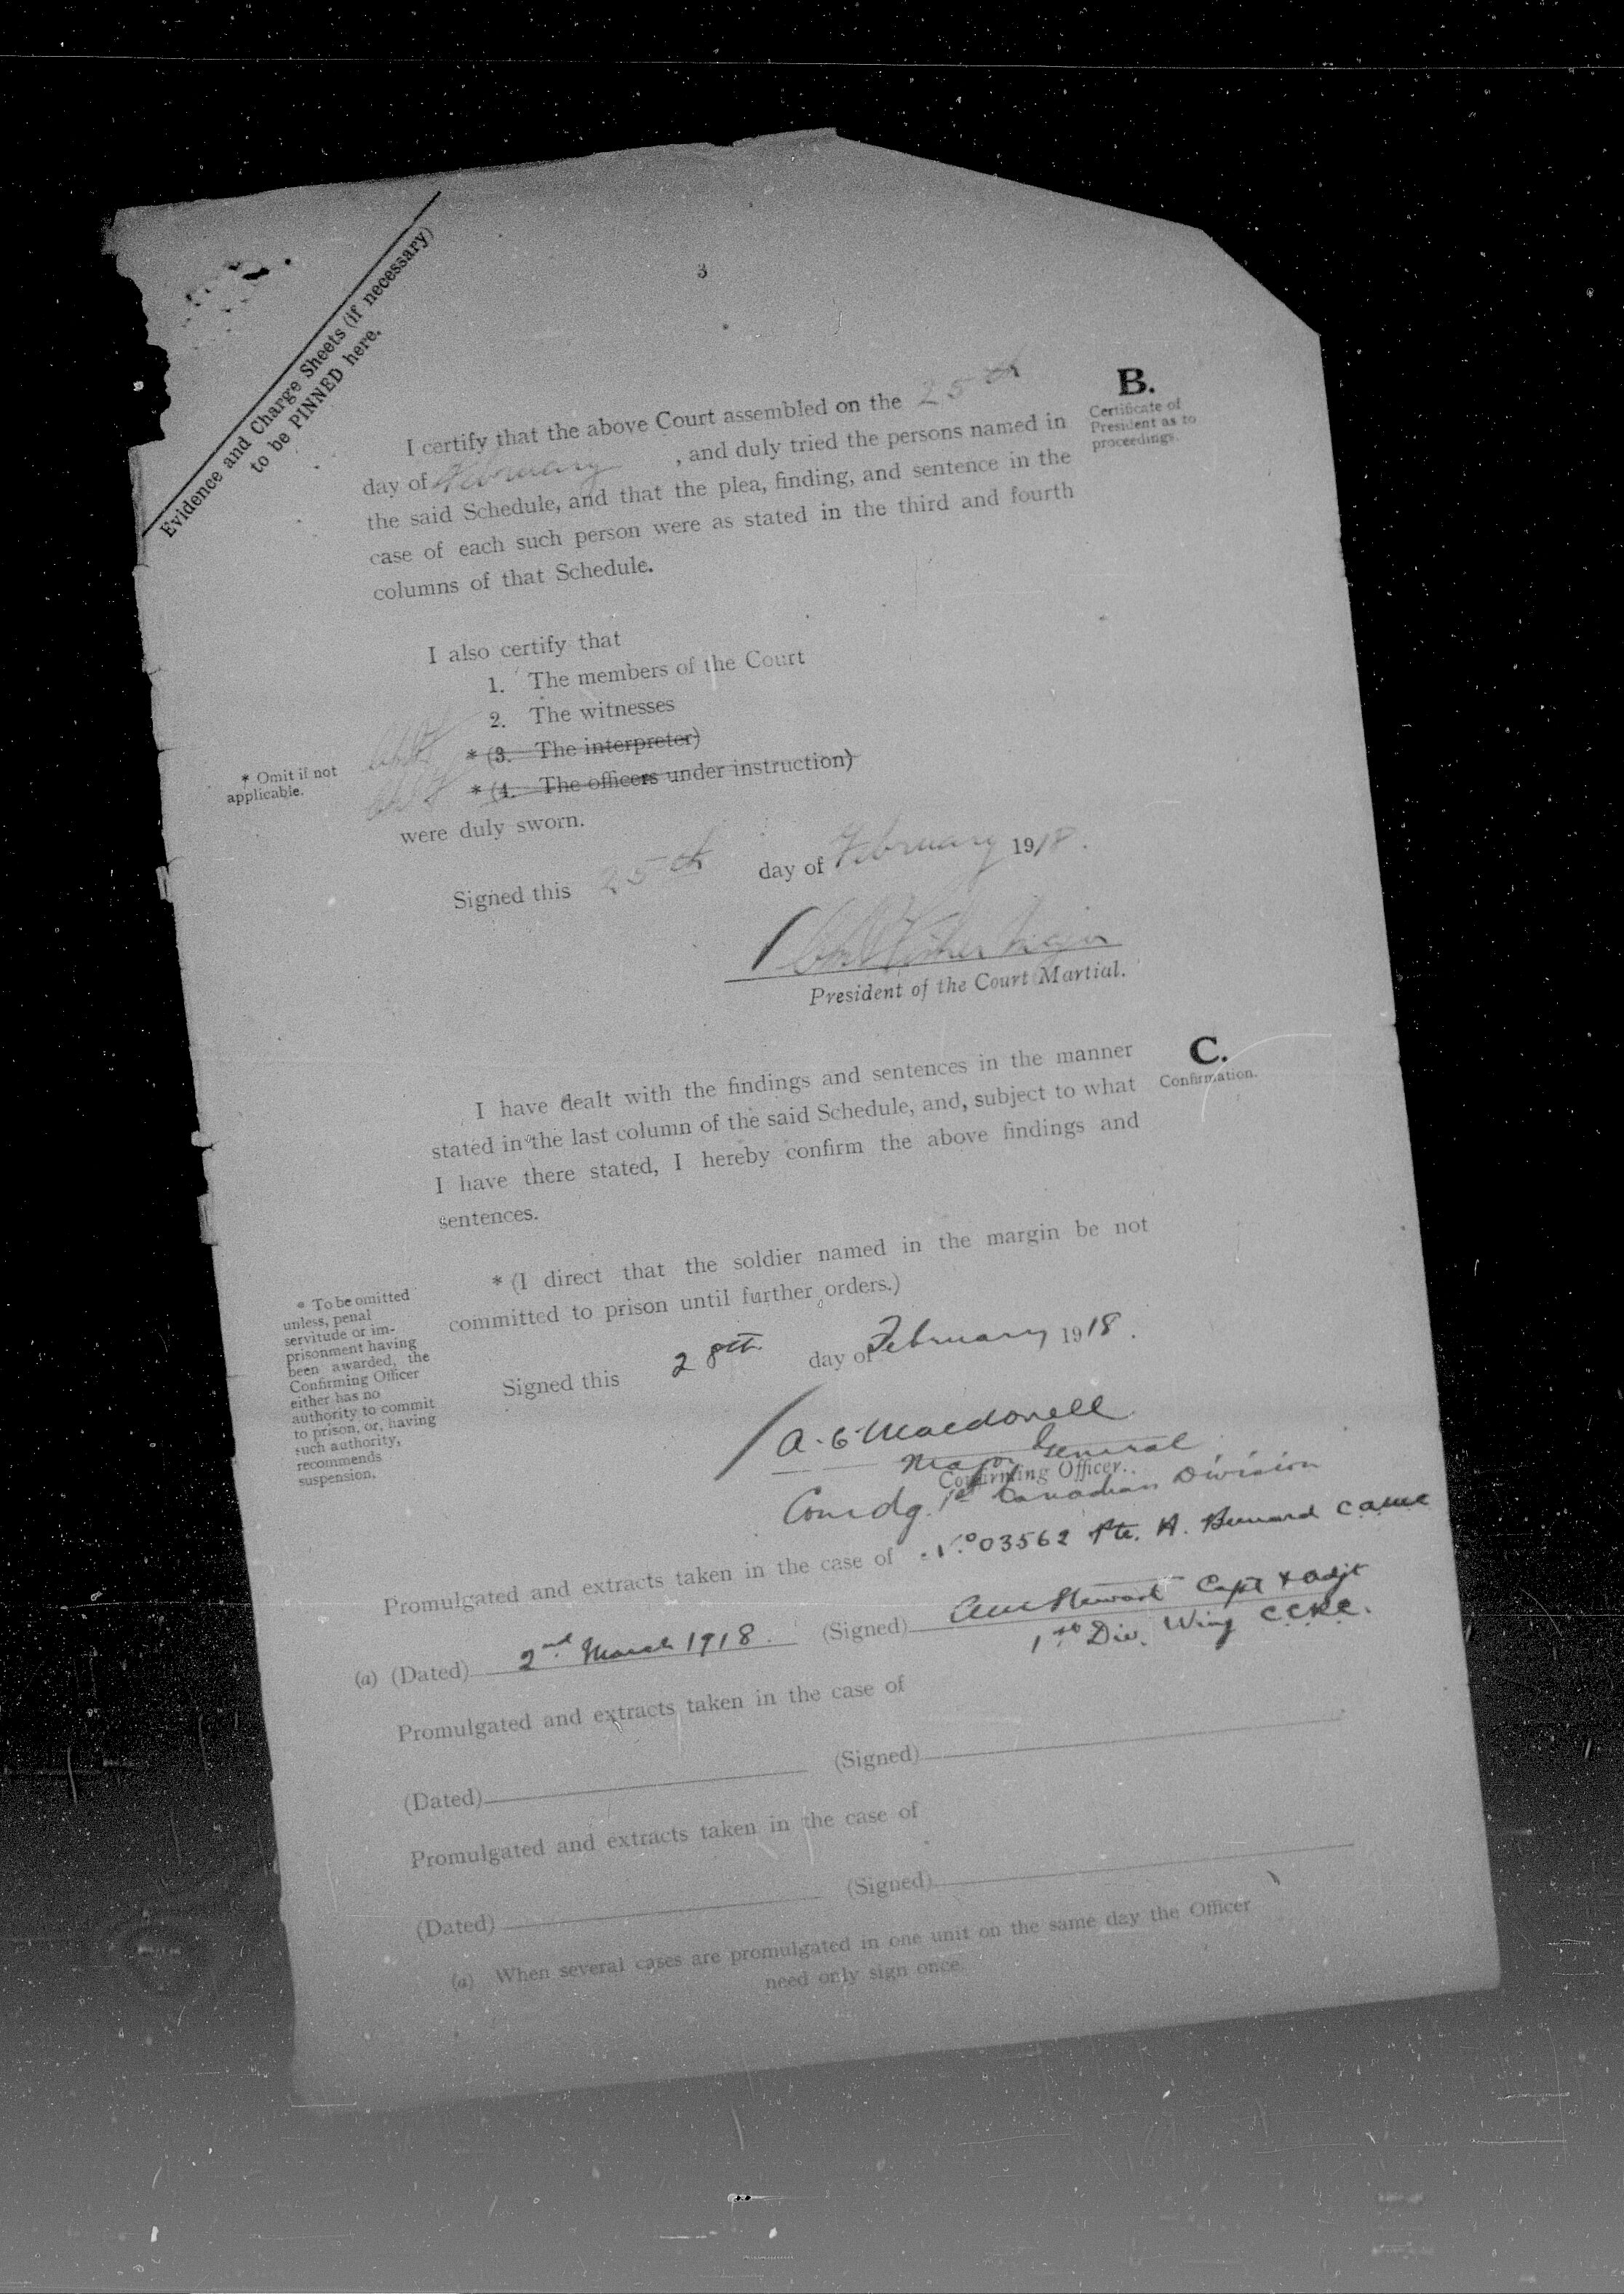 Evidence and Charge Sheets (if necessary)
to be PINNED here.
3
I certify that the above Court assembled on the 25th
day of February , and duly tried the persons named in
the said Schedule, and that the plea, finding, and sentence in the
case of each such person were as stated in the third and fourth
columns of that Schedule.
B.
Certificate of
President as to
proceedings.
I also certify that
1. The members of the Court
2. The witnesses
* (3. The interpreter)
* (4. The officers under instruction)
* Omit if not
applicable.
were duly sworn.
Signed this 25th day of February 1918.
Major
President of the Court Martial.
C.
Confirmation.
I have dealt with the findings and sentences in the manner
stated in the last column of the said Schedule, and, subject to what
I have there stated, I hereby confirm the above findings and
sentences.
* (I direct that the soldier named in the margin be not
committed to prison until further orders.)
* To be omitted
unless, penal
servitude or im-
prisonment having
been awarded, the
Confirming Officer
either has no
authority to commit
to prison, or, having
such authority,
recommends
suspension.
Signed this 28th day of February 1918.
A. C. Macdonell
Major General
Confirming Officer.
Comdg. 1st Canadian Division
Promulgated and extracts taken in the case of No 03562 Pte. A. C.A.M.C
(a) (Dated) 2nd March 1918. (Signed) Stewart Capt & Adjt
1st Div. Wing C.C.R.C.
Promulgated and extracts taken in the case of
(Dated) (Signed)
Promulgated and extracts taken in the case of
(Dated) (Signed)
(a) When several cases are promulgated in one unit on the same day the Officer
need only sign once.